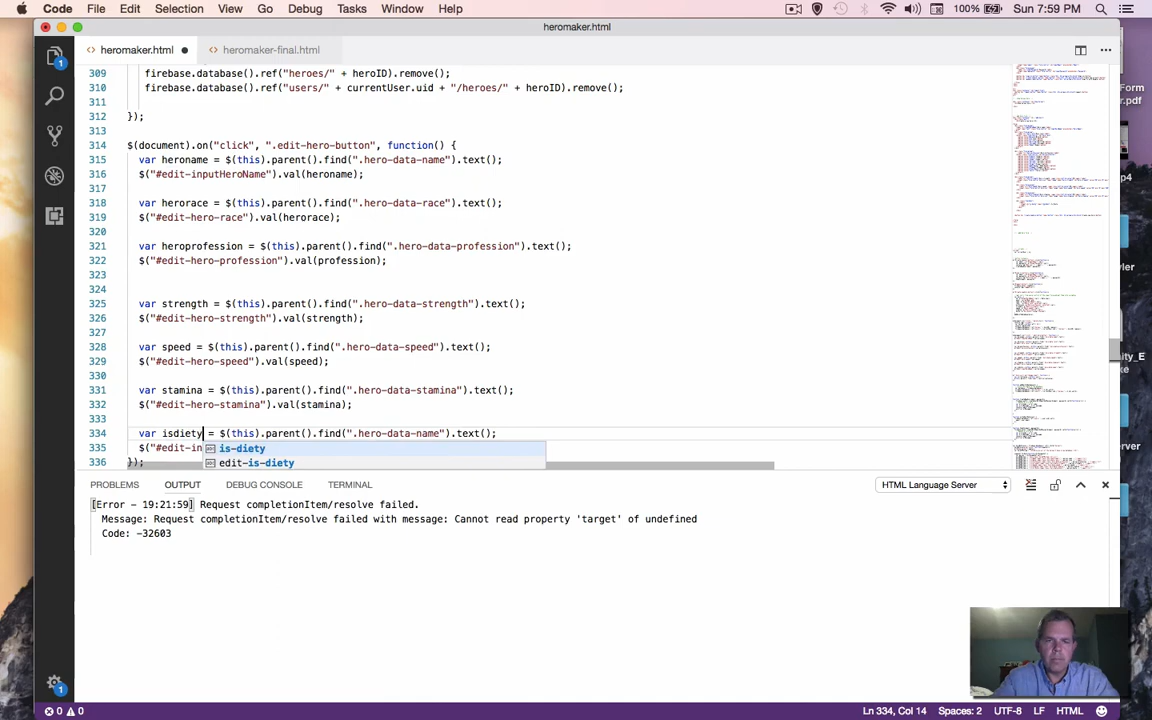 Code File Edit Selection View Go Debug Tasks Window Help 100% Sun 7:59 PM
heromaker.html
heromaker.html heromaker-final.html
309 firebase.database().ref("heroes/" + heroID).remove();
310 firebase.database().ref("users/" + currentUser.uid + "/heroes/" + heroID).remove();
311
312 });
313
314 $(document).on("click", ".edit-hero-button", function() {
315 var heroname = $(this).parent().find(".hero-data-name").text();
316 $("#edit-inputHeroName").val(heroname);
317
318 var herorace = $(this).parent().find(".hero-data-race").text();
319 $("#edit-hero-race").val(herorace);
320
321 var heroprofession = $(this).parent().find(".hero-data-profession").text();
322 $("#edit-hero-profession").val(profession);
323
324
325 var strength = $(this).parent().find(".hero-data-strength").text();
326 $("#edit-hero-strength").val(strength);
327
328 var speed = $(this).parent().find(".hero-data-speed").text();
329 $("#edit-hero-speed").val(speed);
330
331 var stamina = $(this).parent().find(".hero-data-stamina").text();
332 $("#edit-hero-stamina").val(stamina);
333
334 var isdiety = $(this).parent().find(".hero-data-name").text();
335 $("#edit-in is-diety
336 }); edit-is-diety
PROBLEMS OUTPUT DEBUG CONSOLE TERMINAL HTML Language Server
[Error - 19:21:59] Request completionItem/resolve failed.
Message: Request completionItem/resolve failed with message: Cannot read property 'target' of undefined
Code: -32603
0 0 Ln 334, Col 14 Spaces: 2 UTF-8 LF HTML
1
1
Form
r.pdf
p4
ler
nity_E
xe
erver